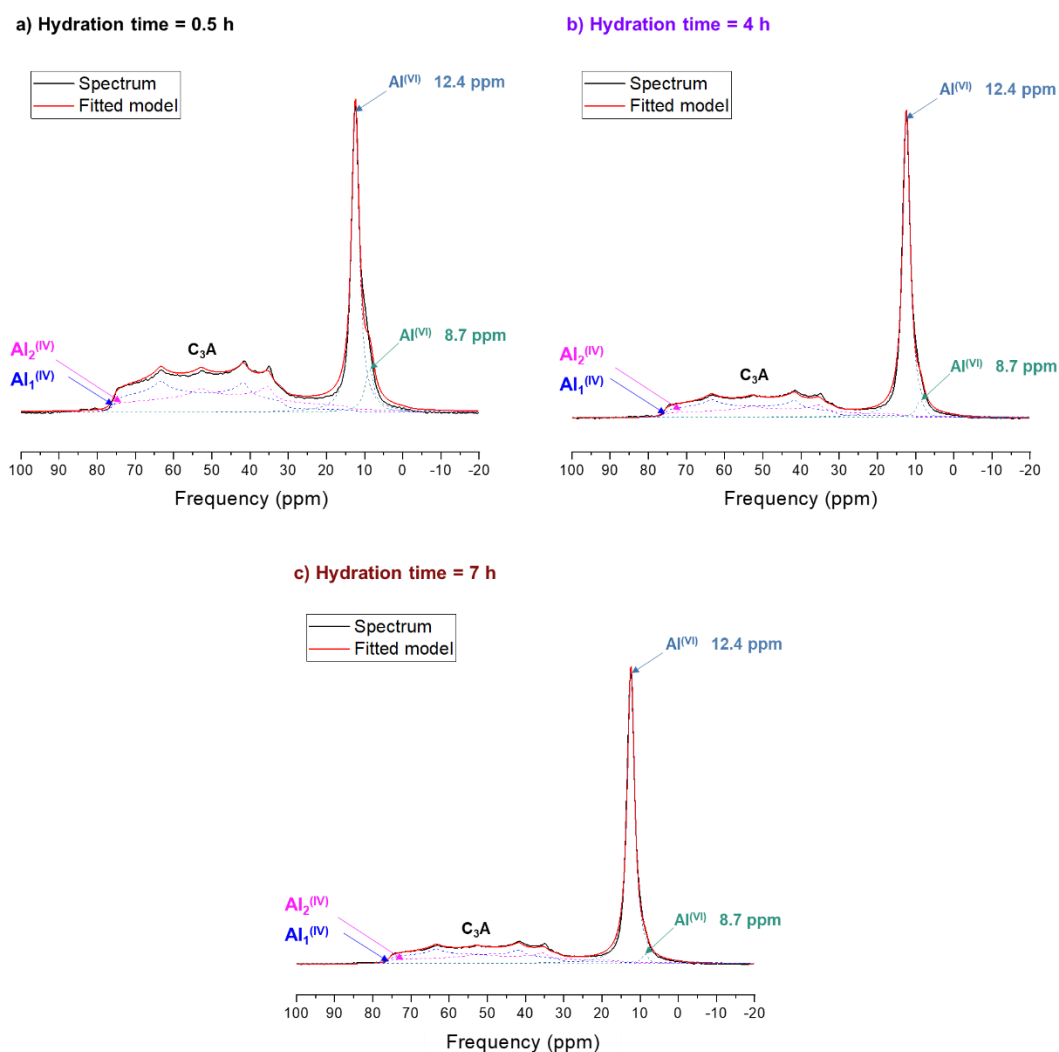 a) Hydration time = 0.5 h
Spectrum
Fitted model
Al(VI) 12.4 ppm
Al(VI) 8.7 ppm
C3A
Al2(IV)
Al1(IV)
100 90 80 70 60 50 40 30 20 10 0 -10 -20
Frequency (ppm)
b) Hydration time = 4 h
Spectrum
Fitted model
Al(VI) 12.4 ppm
Al(VI) 8.7 ppm
C3A
Al2(IV)
Al1(IV)
100 90 80 70 60 50 40 30 20 10 0 -10 -20
Frequency (ppm)
c) Hydration time = 7 h
Spectrum
Fitted model
Al(VI) 12.4 ppm
Al(VI) 8.7 ppm
C3A
Al2(IV)
Al1(IV)
100 90 80 70 60 50 40 30 20 10 0 -10 -20
Frequency (ppm)